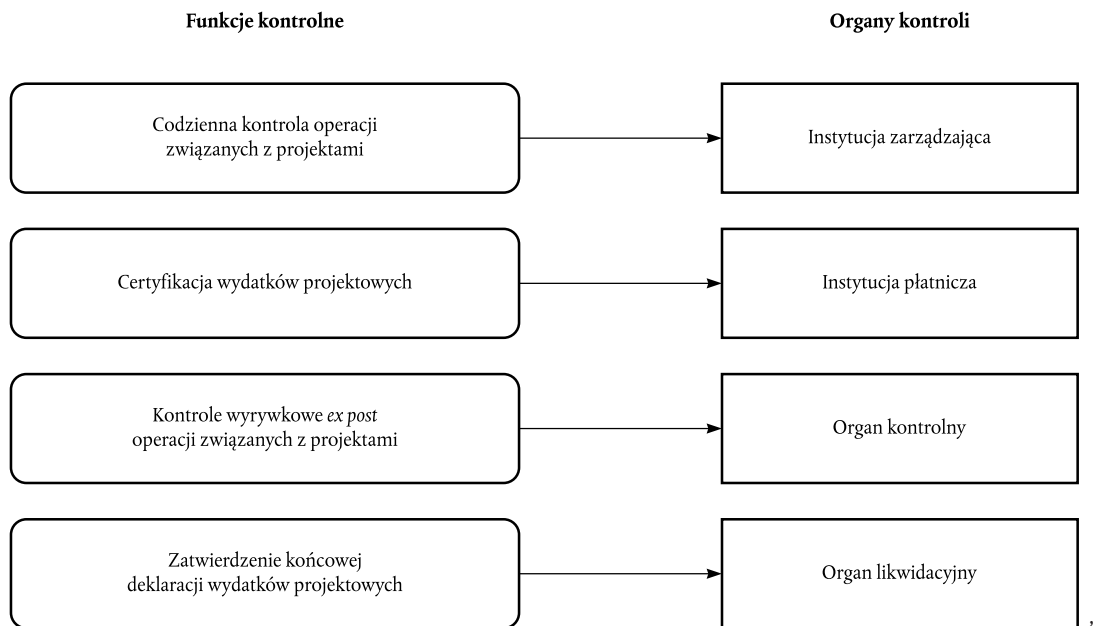 Funkcje kontrolne
Organy kontroli
Codzienna kontrola operacji
związanych z projektami
Instytucja zarządzająca
Certyfikacja wydatków projektowych
Instytucja płatnicza
Kontrole wyrywkowe ex post
operacji związanych z projektami
Organ kontrolny
Zatwierdzenie końcowej
deklaracji wydatków projektowych
Organ likwidacyjny